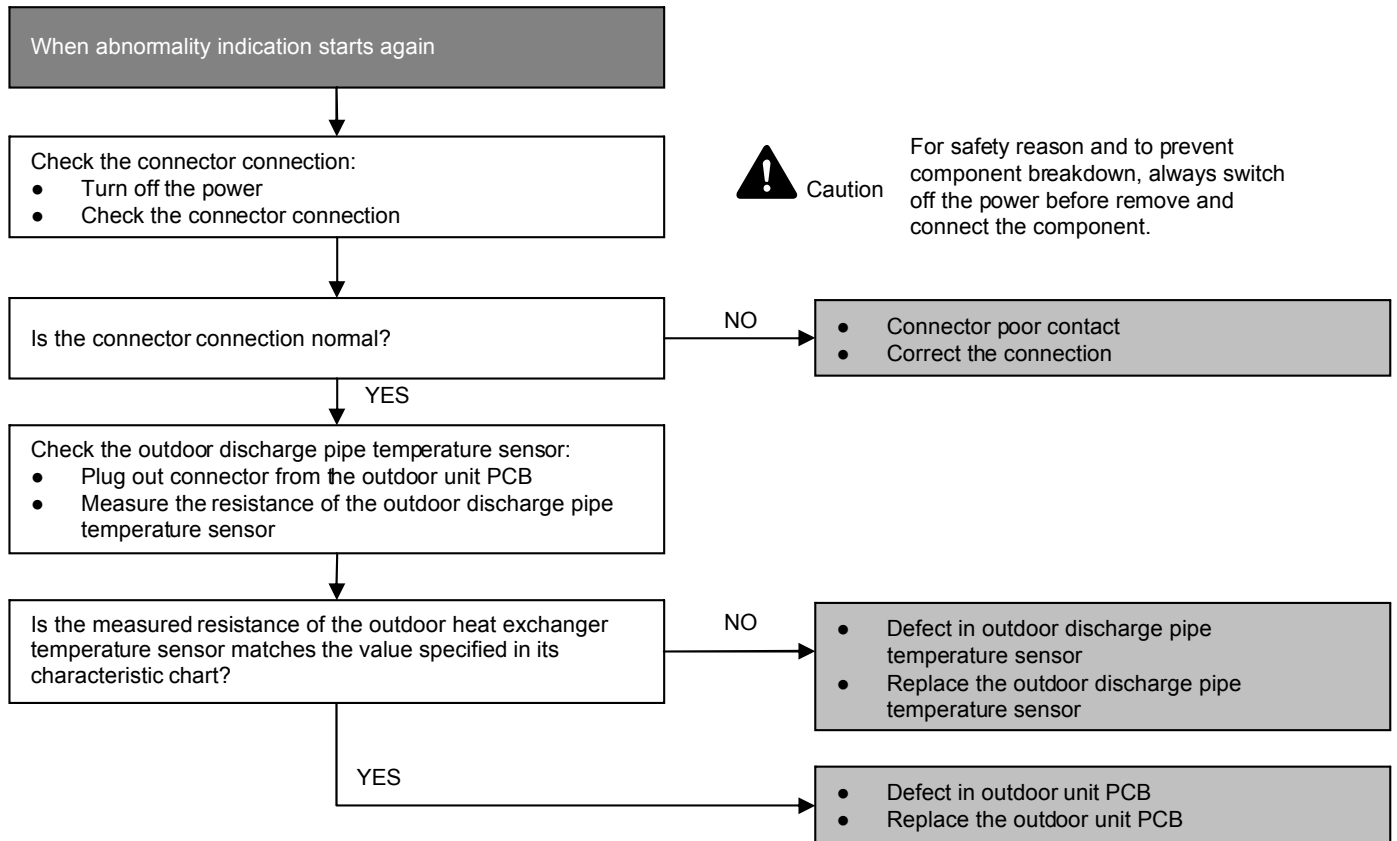 When abnormality indication starts again
Check the connector connection:
● Turn off the power
● Check the connector connection
Caution
For safety reason and to prevent
component breakdown, always switch
off the power before remove and
connect the component.
Is the connector connection normal?
NO
● Connector poor contact
● Correct the connection
YES
Check the outdoor discharge pipe temperature sensor:
● Plug out connector from the outdoor unit PCB
● Measure the resistance of the outdoor discharge pipe
temperature sensor
Is the measured resistance of the outdoor heat exchanger
temperature sensor matches the value specified in its
characteristic chart?
NO
● Defect in outdoor discharge pipe
temperature sensor
● Replace the outdoor discharge pipe
temperature sensor
YES
● Defect in outdoor unit PCB
● Replace the outdoor unit PCB